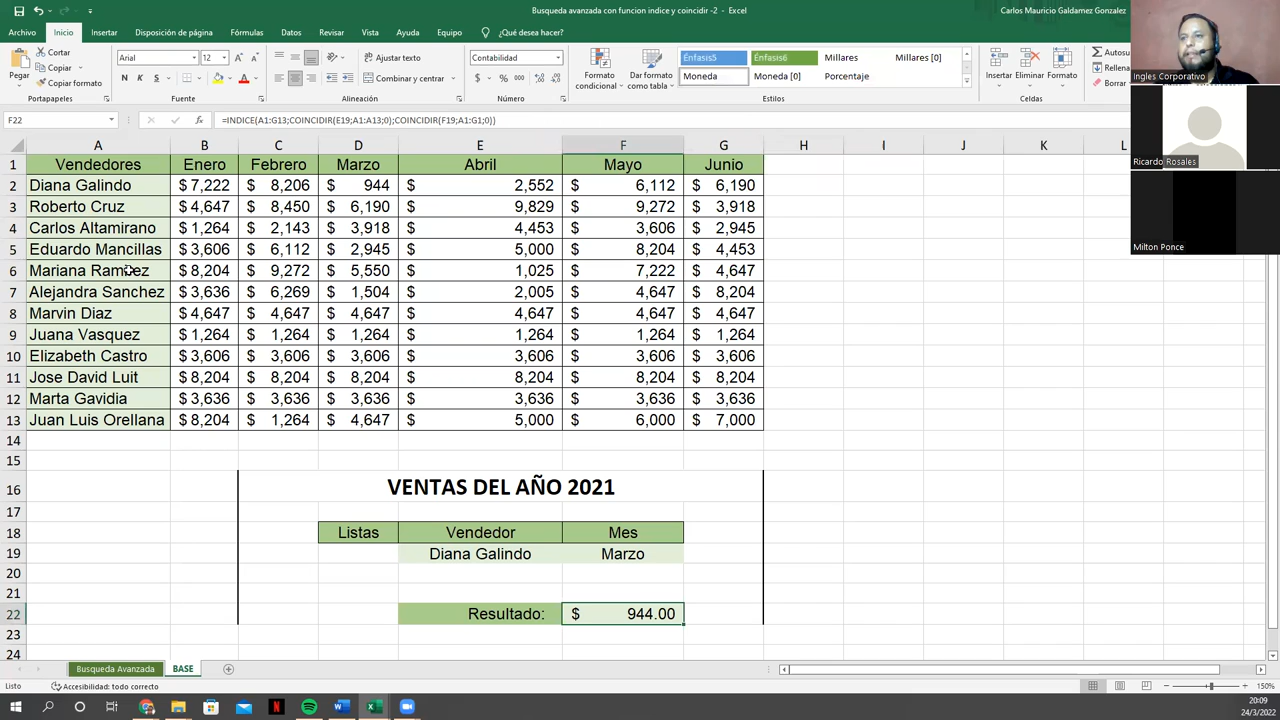 Busqueda avanzada con funcion indice y coincidir -2 - Excel
Carlos Mauricio Galdamez Gonzalez
Archivo Inicio Insertar Disposición de página Fórmulas Datos Revisar Vista Ayuda Equipo ¿Qué desea hacer?
Pegar
Cortar
Copiar
Copiar formato
Portapapeles
Arial 12
N K S
Fuente
Ajustar texto
Combinar y centrar
Alineación
Contabilidad
$ % 000
Número
Formato condicional
Dar formato como tabla
Énfasis5 Énfasis6 Millares Millares [0]
Moneda Moneda [0] Porcentaje
Estilos
Insertar Eliminar Formato
Celdas
Autosu
Rellena
Borrar
Ingles Corporativo
Ricardo Rosales
Milton Ponce
F22 fx =INDICE(A1:G13;COINCIDIR(E19;A1:A13;0);COINCIDIR(F19;A1:G1;0))
A B C D E F G H I J K L
1 Vendedores Enero Febrero Marzo Abril Mayo Junio
2 Diana Galindo $ 7,222 $ 8,206 $ 944 $ 2,552 $ 6,112 $ 6,190
3 Roberto Cruz $ 4,647 $ 8,450 $ 6,190 $ 9,829 $ 9,272 $ 3,918
4 Carlos Altamirano $ 1,264 $ 2,143 $ 3,918 $ 4,453 $ 3,606 $ 2,945
5 Eduardo Mancillas $ 3,606 $ 6,112 $ 2,945 $ 5,000 $ 8,204 $ 4,453
6 Mariana Ramirez $ 8,204 $ 9,272 $ 5,550 $ 1,025 $ 7,222 $ 4,647
7 Alejandra Sanchez $ 3,636 $ 6,269 $ 1,504 $ 2,005 $ 4,647 $ 8,204
8 Marvin Diaz $ 4,647 $ 4,647 $ 4,647 $ 4,647 $ 4,647 $ 4,647
9 Juana Vasquez $ 1,264 $ 1,264 $ 1,264 $ 1,264 $ 1,264 $ 1,264
10 Elizabeth Castro $ 3,606 $ 3,606 $ 3,606 $ 3,606 $ 3,606 $ 3,606
11 Jose David Luit $ 8,204 $ 8,204 $ 8,204 $ 8,204 $ 8,204 $ 8,204
12 Marta Gavidia $ 3,636 $ 3,636 $ 3,636 $ 3,636 $ 3,636 $ 3,636
13 Juan Luis Orellana $ 8,204 $ 1,264 $ 4,647 $ 5,000 $ 6,000 $ 7,000
14
15
16 VENTAS DEL AÑO 2021
17
18 Listas Vendedor Mes
19 Diana Galindo Marzo
20
21
22 Resultado: $ 944.00
23
24
Busqueda Avanzada BASE
Listo Accesibilidad: todo correcto 150%
20:09
24/3/2022